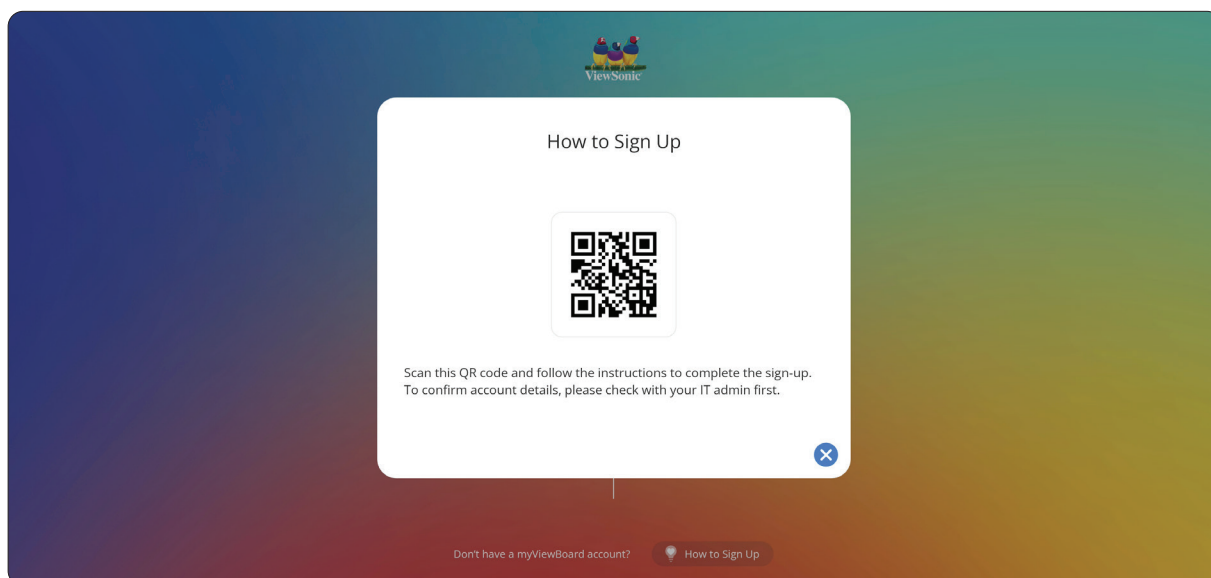 ViewSonic
How to Sign Up
Scan this QR code and follow the instructions to complete the sign-up.
To confirm account details, please check with your IT admin first.
Don't have a myViewBoard account?
How to Sign Up